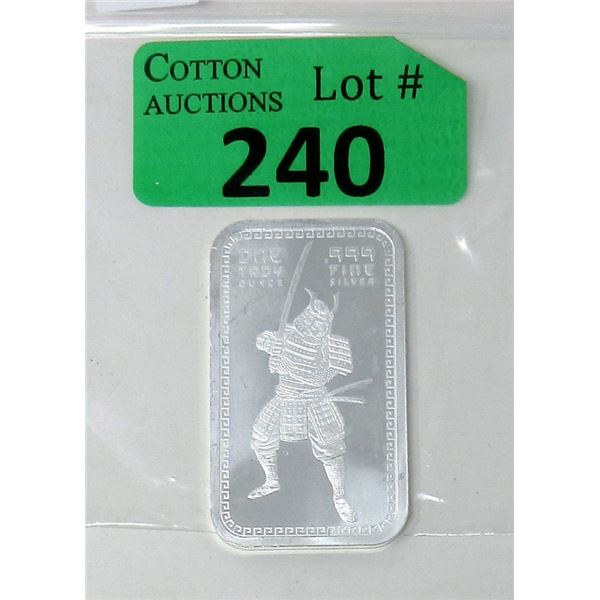 COTTON
AUCTIONS
Lot #
240
ONE
TROY
OUNCE
.999
FINE
SILVER